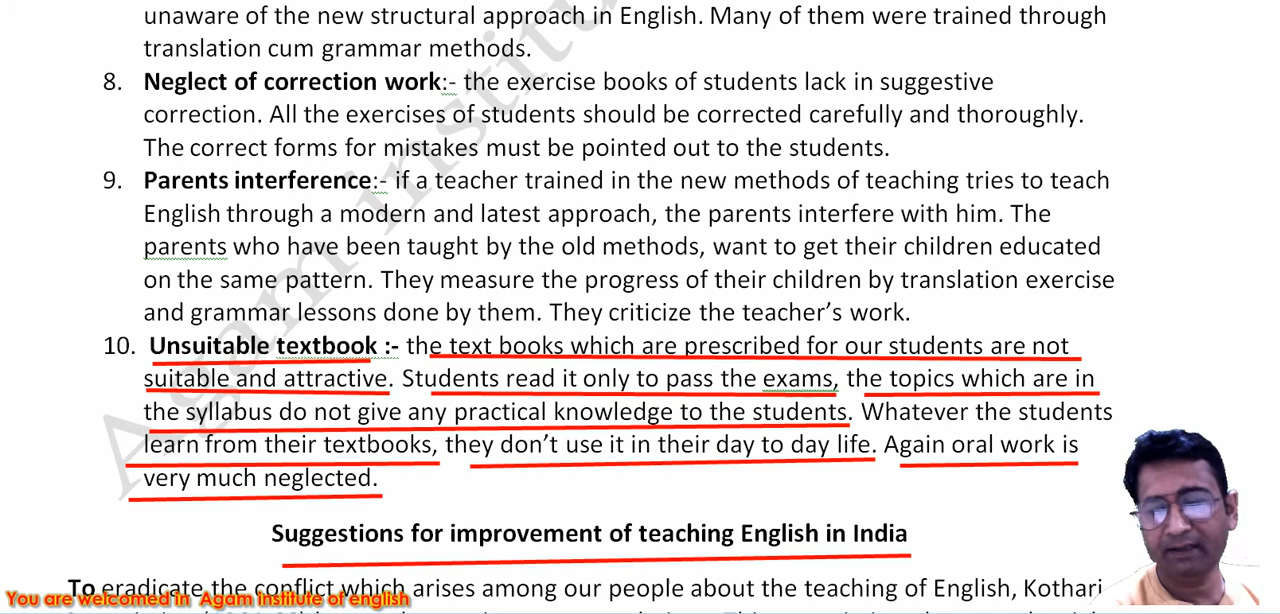 unaware of the new structural approach in English. Many of them were trained through
translation cum grammar methods.
8. Neglect of correction work:- the exercise books of students lack in suggestive
correction. All the exercises of students should be corrected carefully and thoroughly.
The correct forms for mistakes must be pointed out to the students.
9. Parents interference:- if a teacher trained in the new methods of teaching tries to teach
English through a modern and latest approach, the parents interfere with him. The
parents who have been taught by the old methods, want to get their children educated
on the same pattern. They measure the progress of their children by translation exercise
and grammar lessons done by them. They criticize the teacher's work.
10. Unsuitable textbook :- the text books which are prescribed for our students are not
suitable and attractive. Students read it only to pass the exams, the topics which are in
the syllabus do not give any practical knowledge to the students. Whatever the students
learn from their textbooks, they don't use it in their day to day life. Again oral work is
very much neglected.
Suggestions for improvement of teaching English in India
To eradicate the conflict which arises among our people about the teaching of English, Kothari
You are welcomed in Agam institute of english
Agam institu